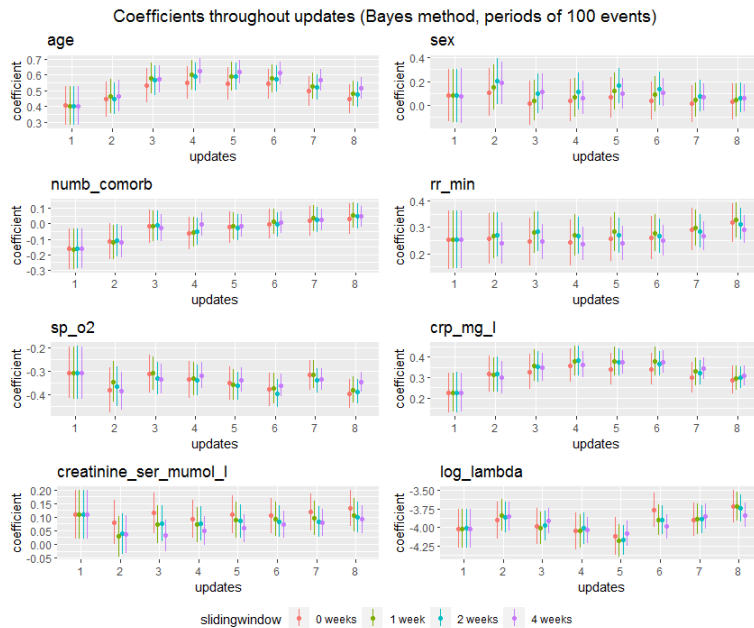 Coefficients throughout updates (Bayes method, periods of 100 events)
age
coefficient
0.7
0.6
0.5
0.4
0.3
1 2 3 4 5 6 7 8
updates
sex
coefficient
0.4
0.2
0.0
1 2 3 4 5 6 7 8
updates
numb_comorb
coefficient
0.1
0.0
-0.1
-0.2
-0.3
1 2 3 4 5 6 7 8
updates
rr_min
coefficient
0.4
0.3
0.2
1 2 3 4 5 6 7 8
updates
sp_o2
coefficient
-0.2
-0.3
-0.4
1 2 3 4 5 6 7 8
updates
crp_mg_l
coefficient
0.4
0.3
0.2
1 2 3 4 5 6 7 8
updates
creatinine_ser_mumol_l
coefficient
0.20
0.15
0.10
0.05
0.00
-0.05
1 2 3 4 5 6 7 8
updates
log_lambda
coefficient
-3.50
-3.75
-4.00
-4.25
1 2 3 4 5 6 7 8
updates
slidingwindow 0 weeks 1 week 2 weeks 4 weeks